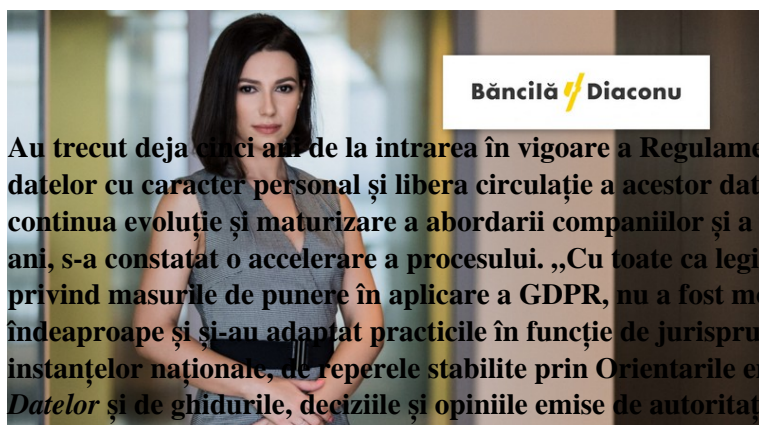 Băncilă Diaconu
Au trecut deja cinci ani de la intrarea în vigoare a Regulame
datelor cu caracter personal și libera circulație a acestor dat
continua evoluție și maturizare a abordarii companiilor și a
ani, s-a constatat o accelerare a procesului. „Cu toate ca legi
privind masurile de punere în aplicare a GDPR, nu a fost mo
îndeaproape și și-au adaptat practicile în funcție de jurispru
instanțelor naționale, de reperele stabilite prin Orientarile e
Datelor și de ghidurile, deciziile și opiniile emise de autoritaț